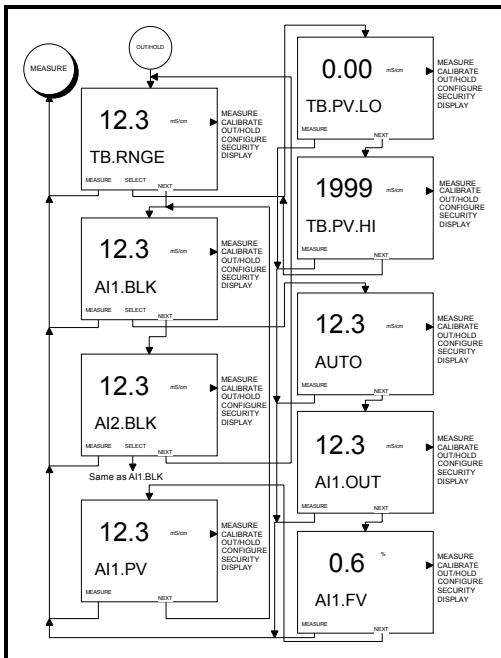 MEASURE
OUT/HOLD
12.3 mS/cm
TB.RNGE
MEASURE SELECT NEXT
MEASURE
CALIBRATE
OUT/HOLD
CONFIGURE
SECURITY
DISPLAY
12.3 mS/cm
AI1.BLK
MEASURE SELECT NEXT
MEASURE
CALIBRATE
OUT/HOLD
CONFIGURE
SECURITY
DISPLAY
12.3 mS/cm
AI2.BLK
MEASURE SELECT NEXT
MEASURE
CALIBRATE
OUT/HOLD
CONFIGURE
SECURITY
DISPLAY
Same as AI1.BLK
12.3 mS/cm
AI1.PV
MEASURE NEXT
MEASURE
CALIBRATE
OUT/HOLD
CONFIGURE
SECURITY
DISPLAY
0.00 mS/cm
TB.PV.LO
MEASURE NEXT
MEASURE
CALIBRATE
OUT/HOLD
CONFIGURE
SECURITY
DISPLAY
1999 mS/cm
TB.PV.HI
MEASURE NEXT
MEASURE
CALIBRATE
OUT/HOLD
CONFIGURE
SECURITY
DISPLAY
12.3 mS/cm
AUTO
MEASURE NEXT
MEASURE
CALIBRATE
OUT/HOLD
CONFIGURE
SECURITY
DISPLAY
12.3 mS/cm
AI1.OUT
MEASURE NEXT
MEASURE
CALIBRATE
OUT/HOLD
CONFIGURE
SECURITY
DISPLAY
0.6 %
AI1.FV
MEASURE NEXT
MEASURE
CALIBRATE
OUT/HOLD
CONFIGURE
SECURITY
DISPLAY